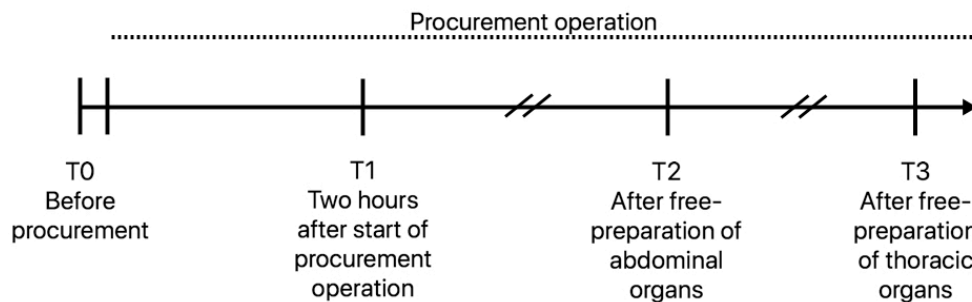 Procurement operation
T0
Before
procurement
T1
Two hours
after start of
procurement
operation
T2
After free-
preparation of
abdominal
organs
T3
After free-
preparation
of thoracic
organs